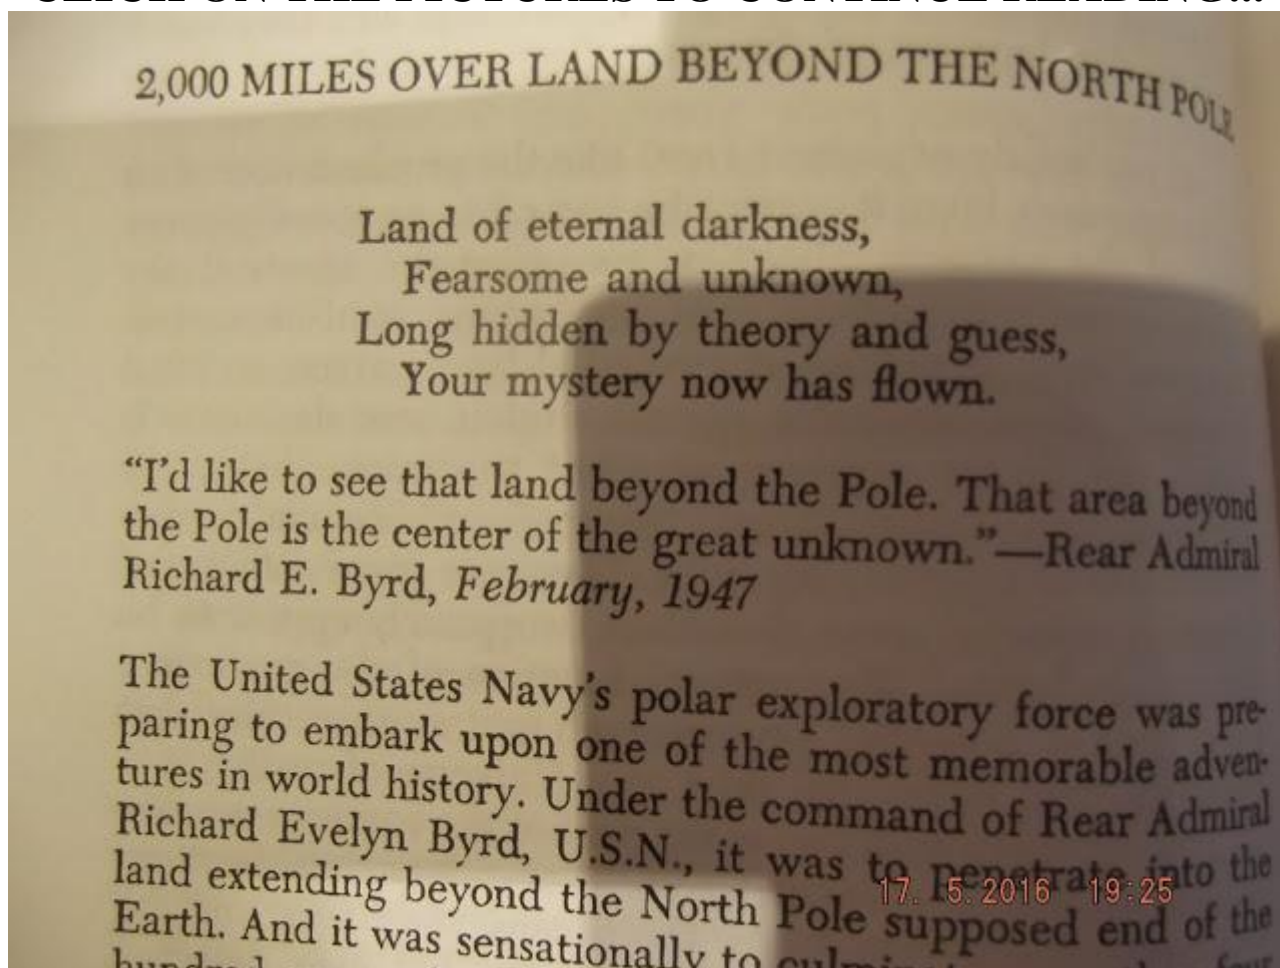 2,000 MILES OVER LAND BEYOND THE NORTH POLE
Land of eternal darkness,
Fearsome and unknown,
Long hidden by theory and guess,
Your mystery now has flown.
“I’d like to see that land beyond the Pole. That area beyond
the Pole is the center of the great unknown.”—Rear Admiral
Richard E. Byrd, February, 1947
The United States Navy’s polar exploratory force was pre-
paring to embark upon one of the most memorable adven-
tures in world history. Under the command of Rear Admiral
Richard Evelyn Byrd, U.S.N., it was to penetrate into the
land extending beyond the North Pole supposed end of the
17. 5.2016 19:25
Earth. And it was sensationally to